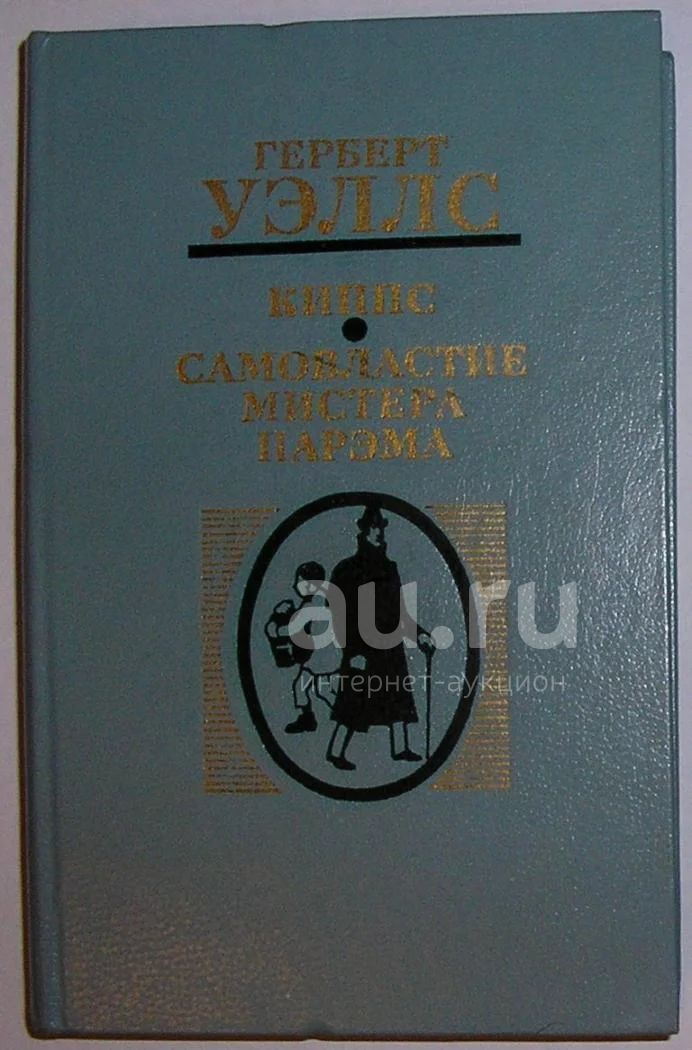 ГЕРБЕРТ
УЭЛЛС
КИППС
САМОВЛАСТИЕ
МИСТЕРА
ПАРЭМА
au.ru
интернет-аукцион